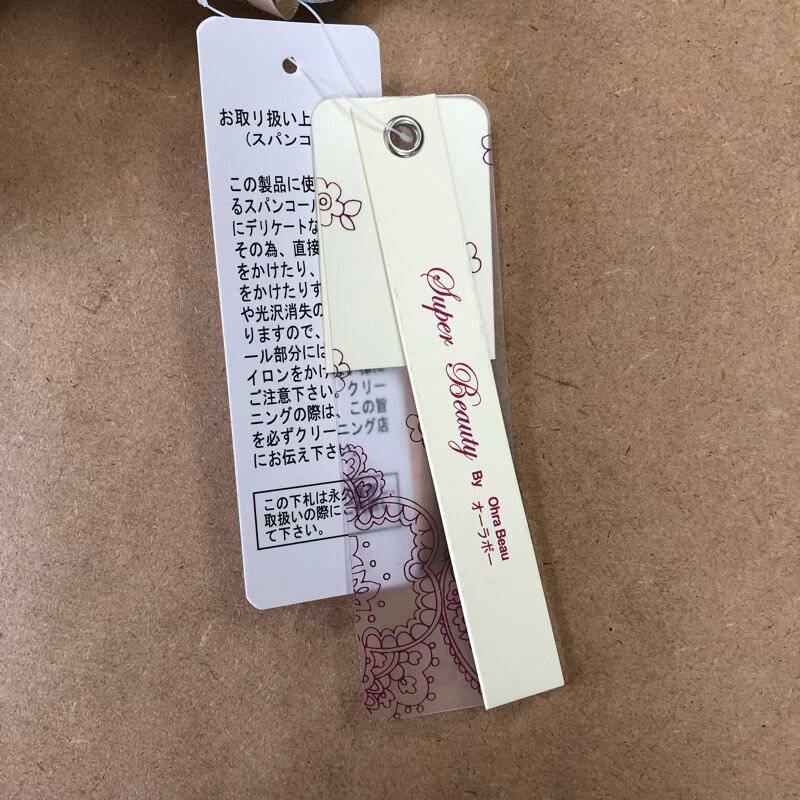 お取り扱い上
(スパンコ
この製品に使
るスパンコール
にデリケートな
その為、直接
をかけたり、
をかけたりす
や光沢消失の
りますので、
ール部分には
イロンをかけ
ご注意下さい。クリー
ニングの際は、この旨
を必ずクリーニング店
にお伝え下さ
この下札は永久
取扱いの際にご
て下さい。
Super Beauty By Ohra Beau
オーラボー